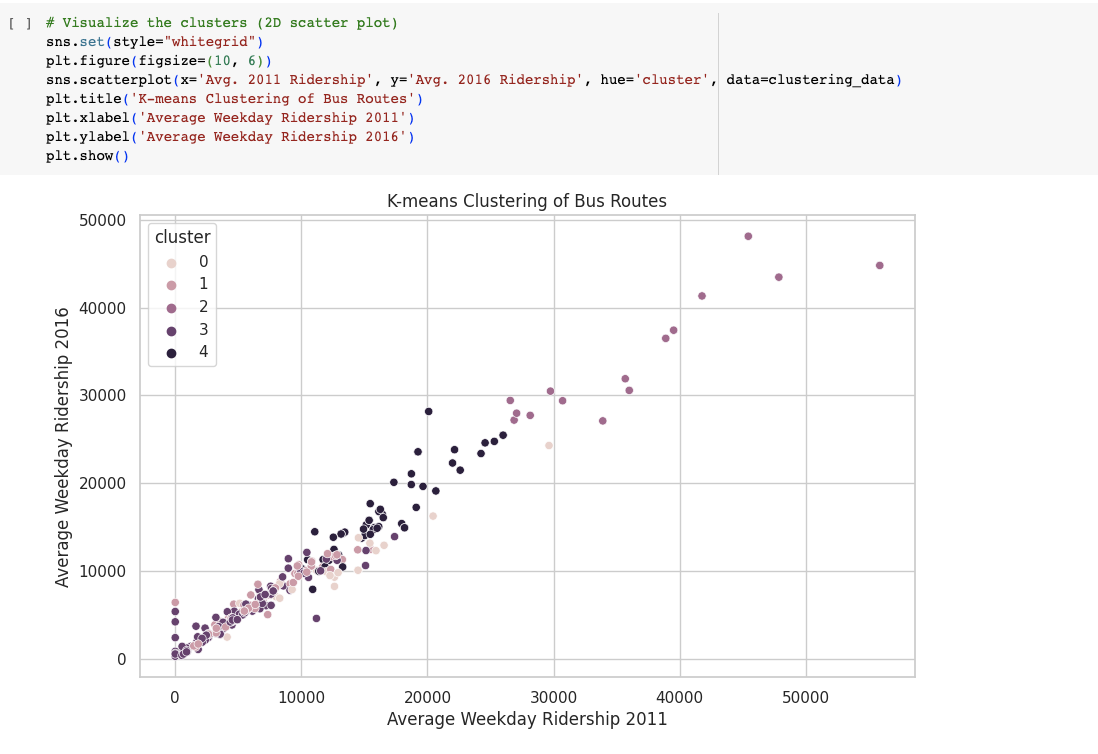 [ ] # Visualize the clusters (2D scatter plot)
sns.set(style="whitegrid")
plt.figure(figsize=(10, 6))
sns.scatterplot(x='Avg. 2011 Ridership', y='Avg. 2016 Ridership', hue='cluster', data=clustering_data)
plt.title('K-means Clustering of Bus Routes')
plt.xlabel('Average Weekday Ridership 2011')
plt.ylabel('Average Weekday Ridership 2016')
plt.show()
K-means Clustering of Bus Routes
cluster
0
1
2
3
4
Average Weekday Ridership 2016
50000
40000
30000
20000
10000
0
0 10000 20000 30000 40000 50000
Average Weekday Ridership 2011